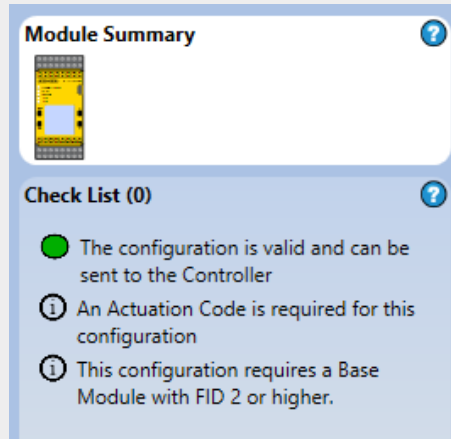 Module Summary
?
Check List (0)
?
The configuration is valid and can be
sent to the Controller
i An Actuation Code is required for this
configuration
i This configuration requires a Base
Module with FID 2 or higher.